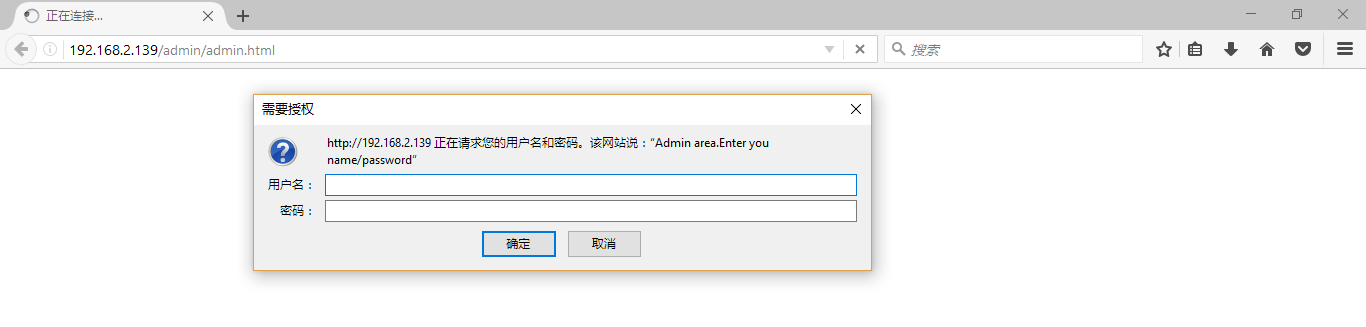 正在连接...
192.168.2.139/admin/admin.html
搜索
需要授权
http://192.168.2.139 正在请求您的用户名和密码。该网站说：“Admin area.Enter you
name/password”
用户名：
密码：
确定
取消